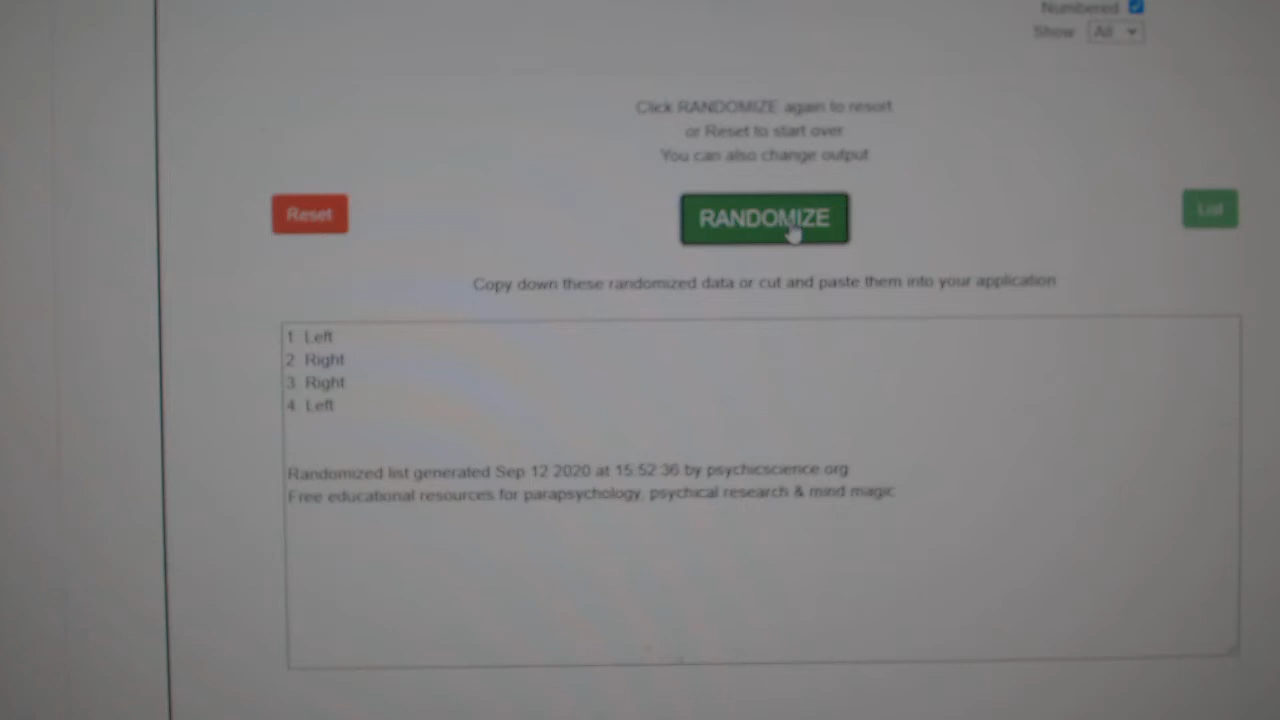 Numbered
Show All
Click RANDOMIZE again to resort
or Reset to start over
You can also change output
Reset
RANDOMIZE
List
Copy down these randomized data or cut and paste them into your application
1 Left
2 Right
3 Right
4 Left
Randomized list generated Sep 12 2020 at 15:52:36 by psychicscience.org
Free educational resources for parapsychology, psychical research & mind magic